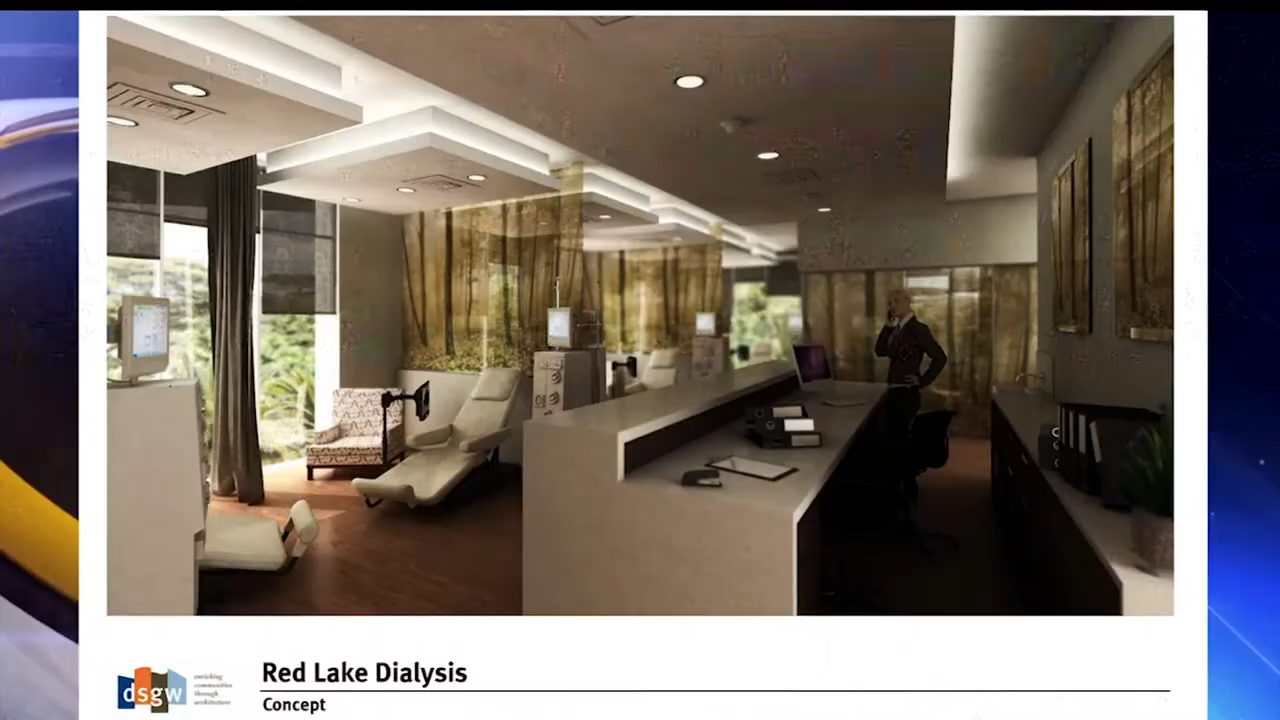 Red Lake Dialysis
dsgw
enriching
communities
through
architecture
Concept